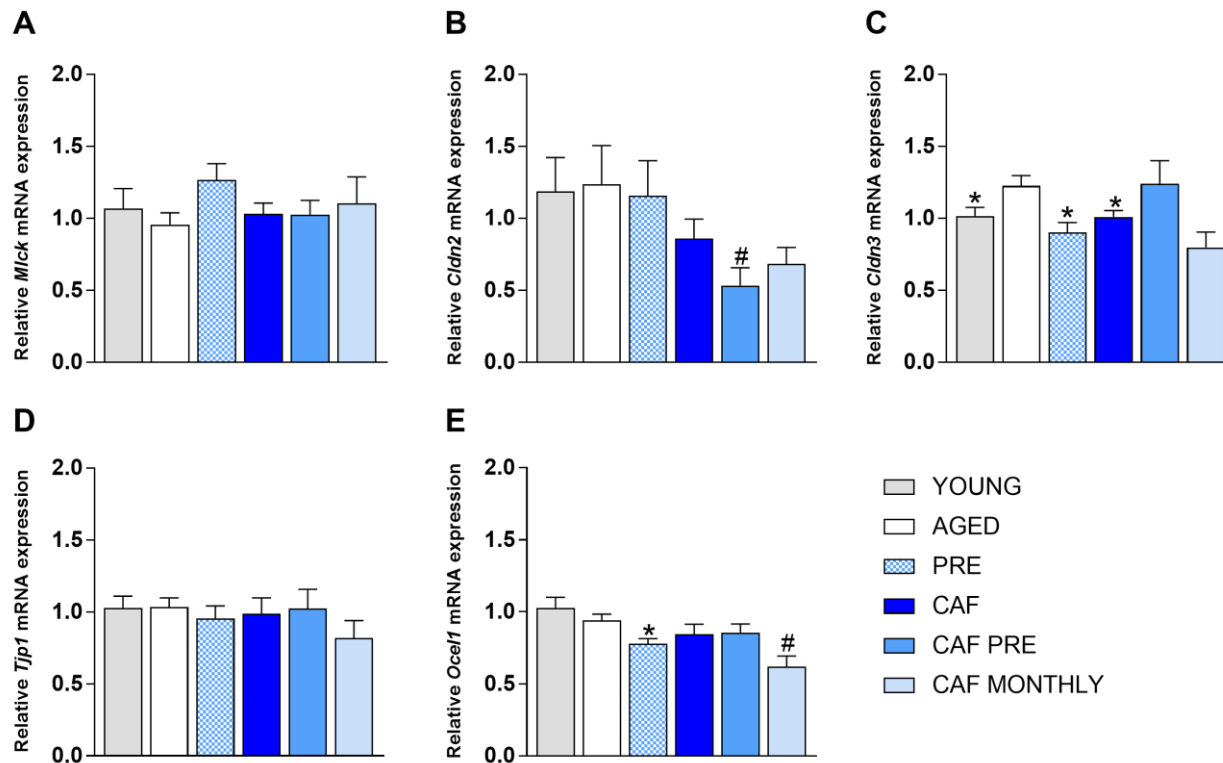 A
Relative Mlck mRNA expression
2.0
1.5
1.0
0.5
0.0
B
Relative Cldn2 mRNA expression
2.0
1.5
1.0
0.5
0.0
#
C
Relative Cldn3 mRNA expression
2.0
1.5
1.0
0.5
0.0
*
*
*
D
Relative Tjp1 mRNA expression
2.0
1.5
1.0
0.5
0.0
E
Relative Ocel1 mRNA expression
2.0
1.5
1.0
0.5
0.0
*
#
YOUNG
AGED
PRE
CAF
CAF PRE
CAF MONTHLY